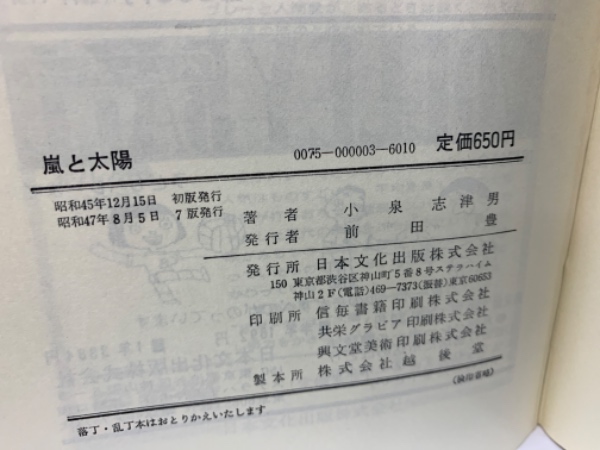 嵐と太陽
0075-000003-6010 定価650円
昭和45年12月15日 初版発行
昭和47年8月5日 7版発行
著者 小泉志津男
発行者 前田豊
発行所 日本文化出版株式会社
150 東京都渋谷区神山町5番8号ステラハイム
神山2F(電話)469-7373(振替)東京60653
印刷所 信毎書籍印刷株式会社
共栄グラビア印刷株式会社
興文堂美術印刷株式会社
製本所 株式会社越後堂
(検印省略)
落丁・乱丁本はおとりかえいたします